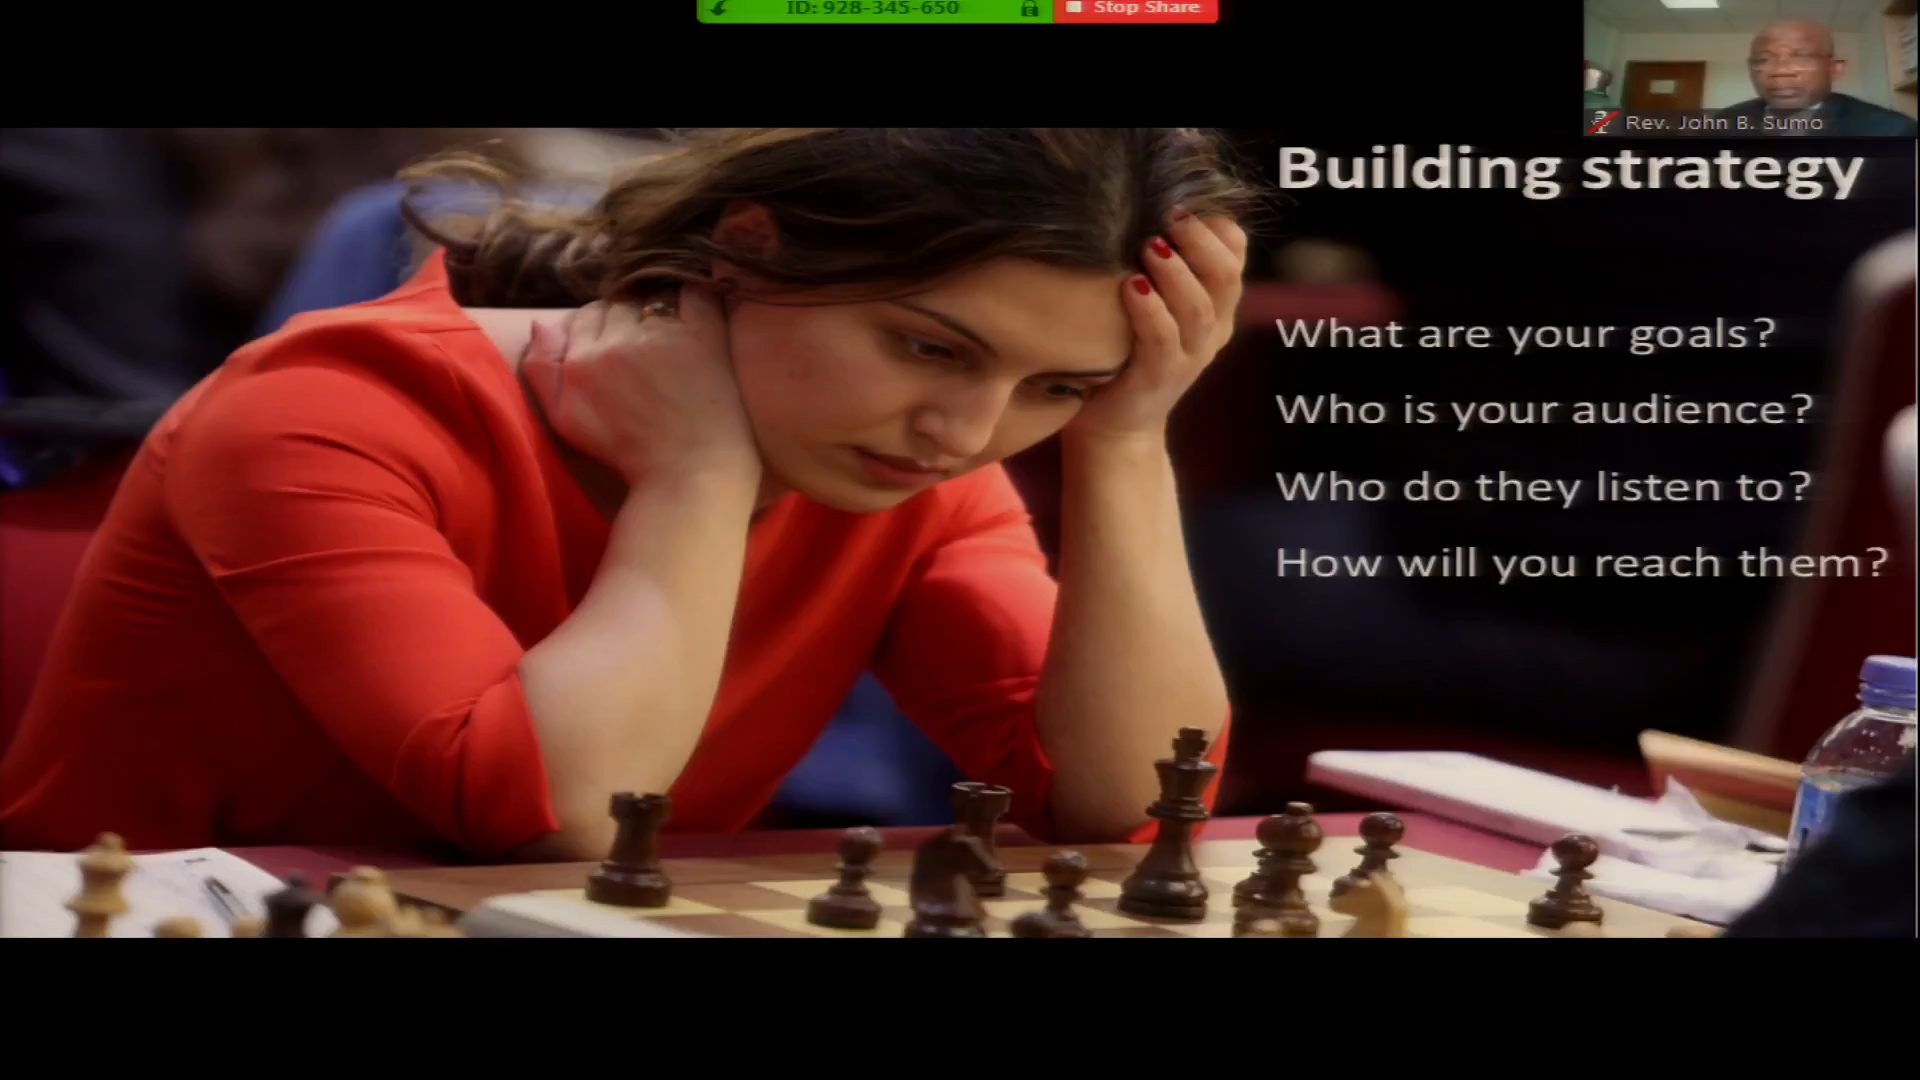 ID: 928-345-650
Stop Share
Rev. John B. Sumo
Building strategy
What are your goals?
Who is your audience?
Who do they listen to?
How will you reach them?